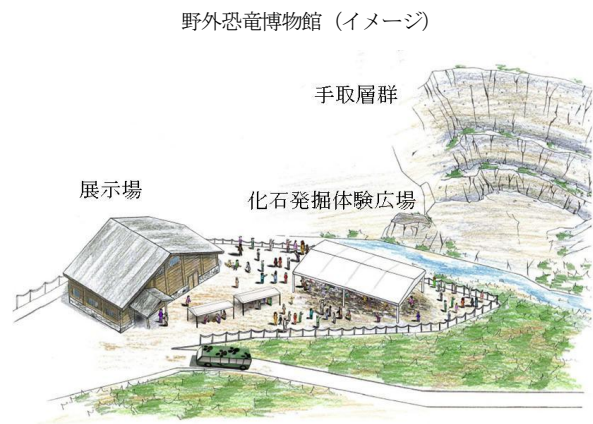 野外恐竜博物館（イメージ）
手取層群
展示場
化石発掘体験広場